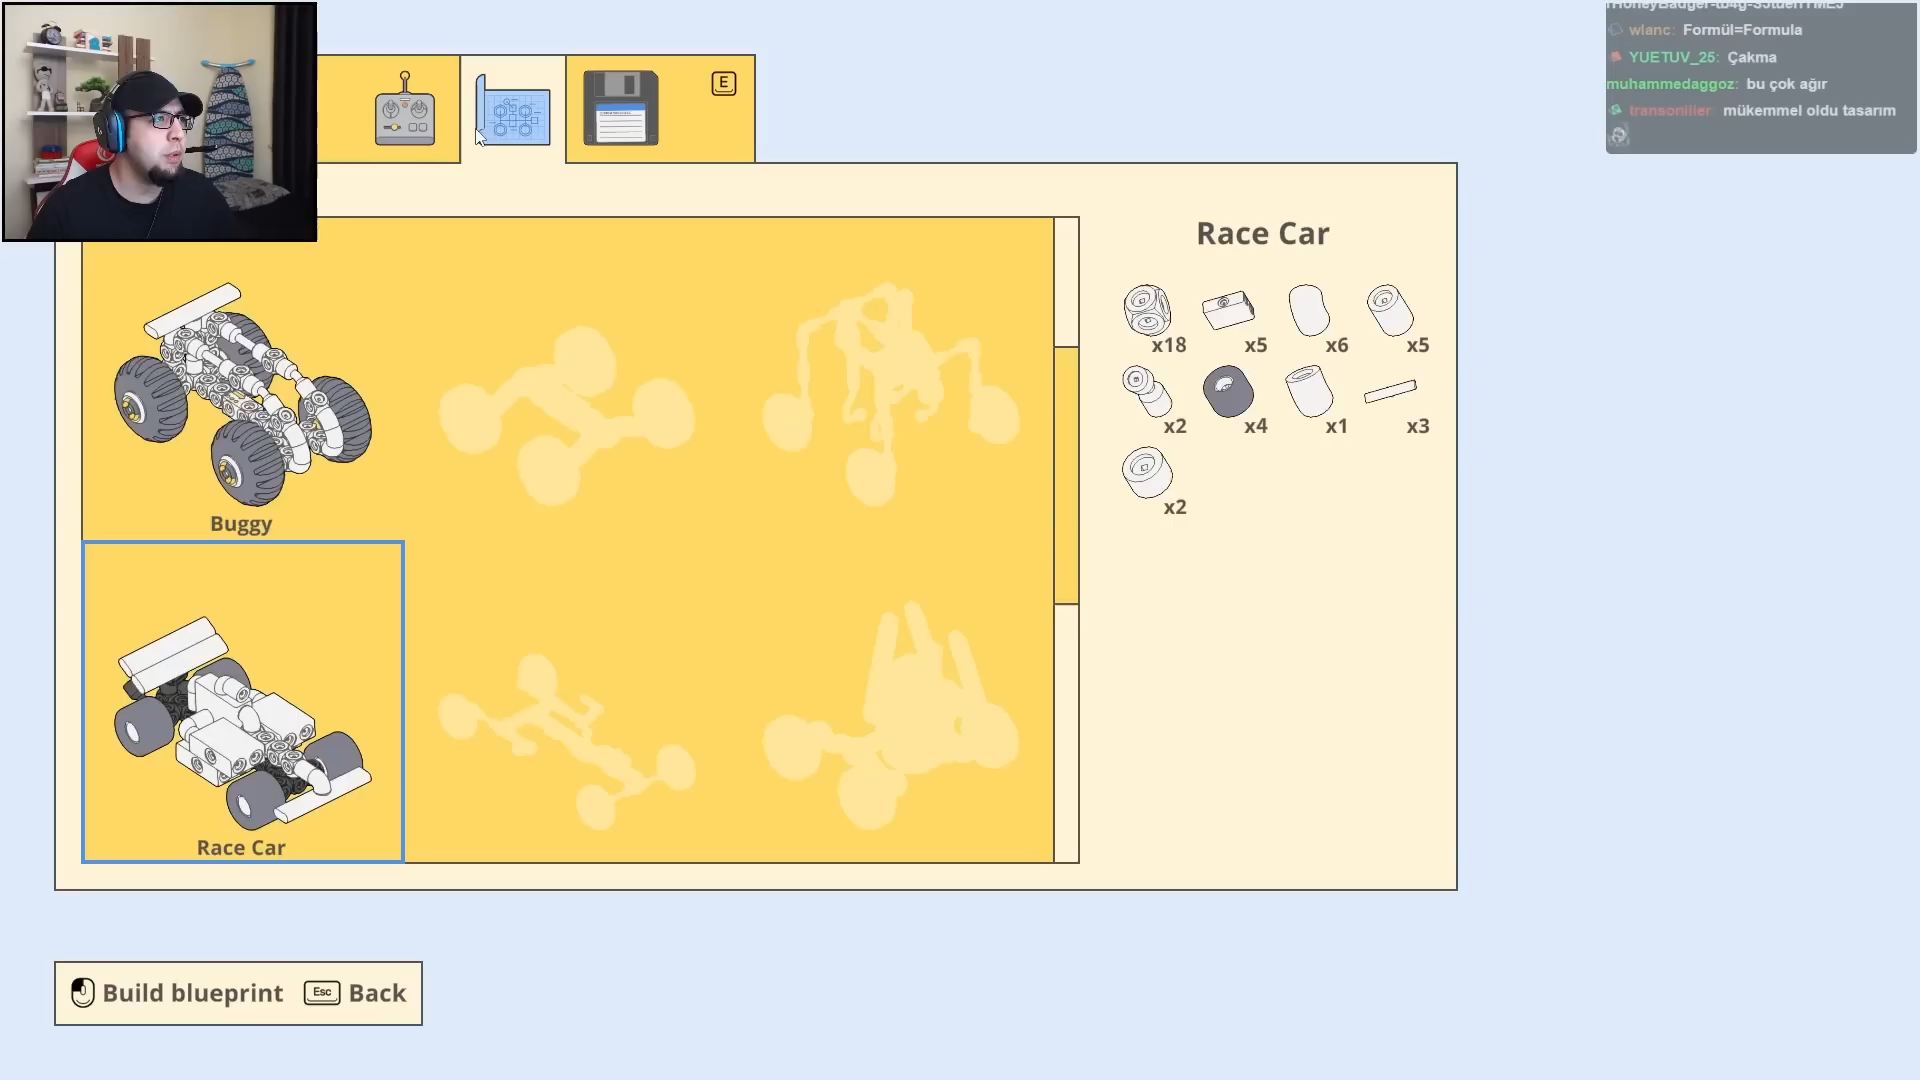 wlanc: Formül=Formula
YUETUV_25: Çakma
muhammedaggoz: bu çok ağır
mükemmel oldu tasarım
E
Race Car
x18
x5
x6
x5
x2
x4
x1
x3
x2
Buggy
Race Car
Build blueprint
Esc
Back